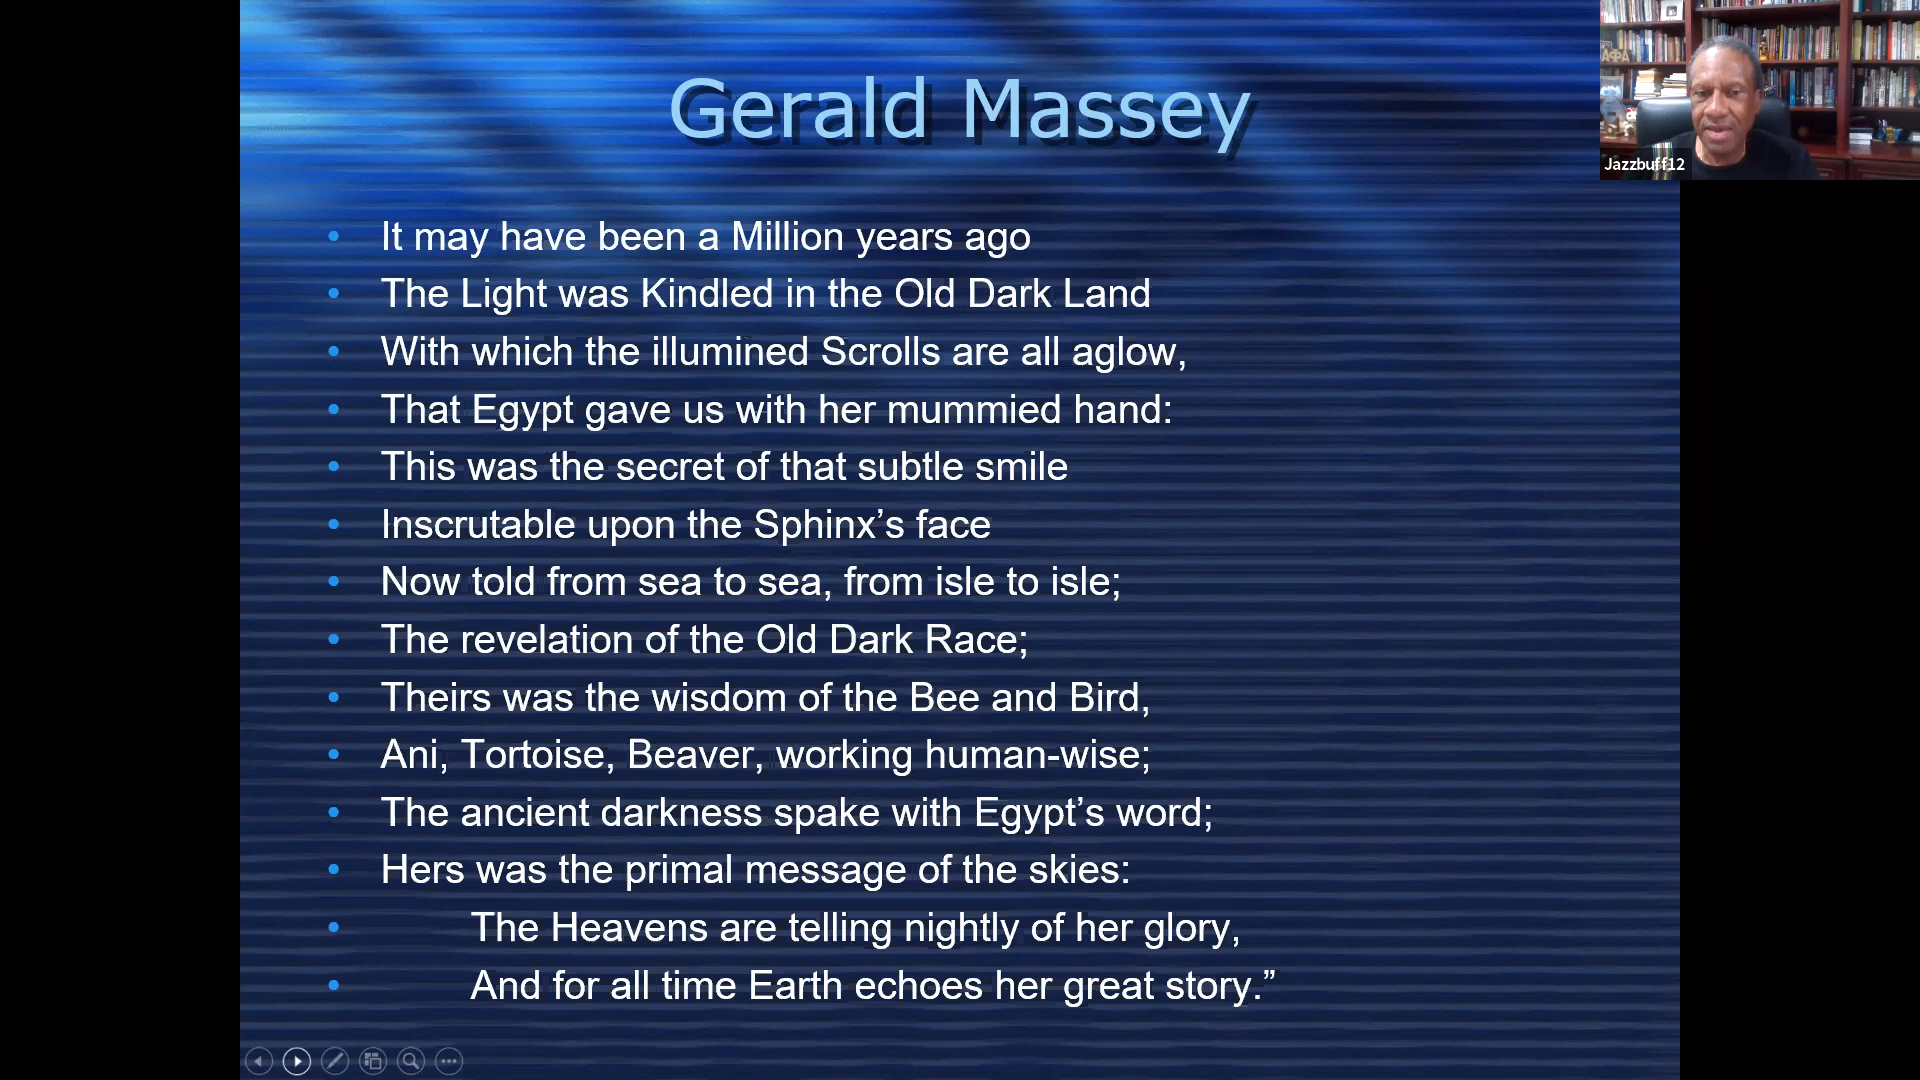 Gerald Massey
Jazzbuff12
• It may have been a Million years ago
• The Light was Kindled in the Old Dark Land
• With which the illumined Scrolls are all aglow,
• That Egypt gave us with her mummied hand:
• This was the secret of that subtle smile
• Inscrutable upon the Sphinx’s face
• Now told from sea to sea, from isle to isle;
• The revelation of the Old Dark Race;
• Theirs was the wisdom of the Bee and Bird,
• Ani, Tortoise, Beaver, working human-wise;
• The ancient darkness spake with Egypt’s word;
• Hers was the primal message of the skies:
• The Heavens are telling nightly of her glory,
• And for all time Earth echoes her great story.”